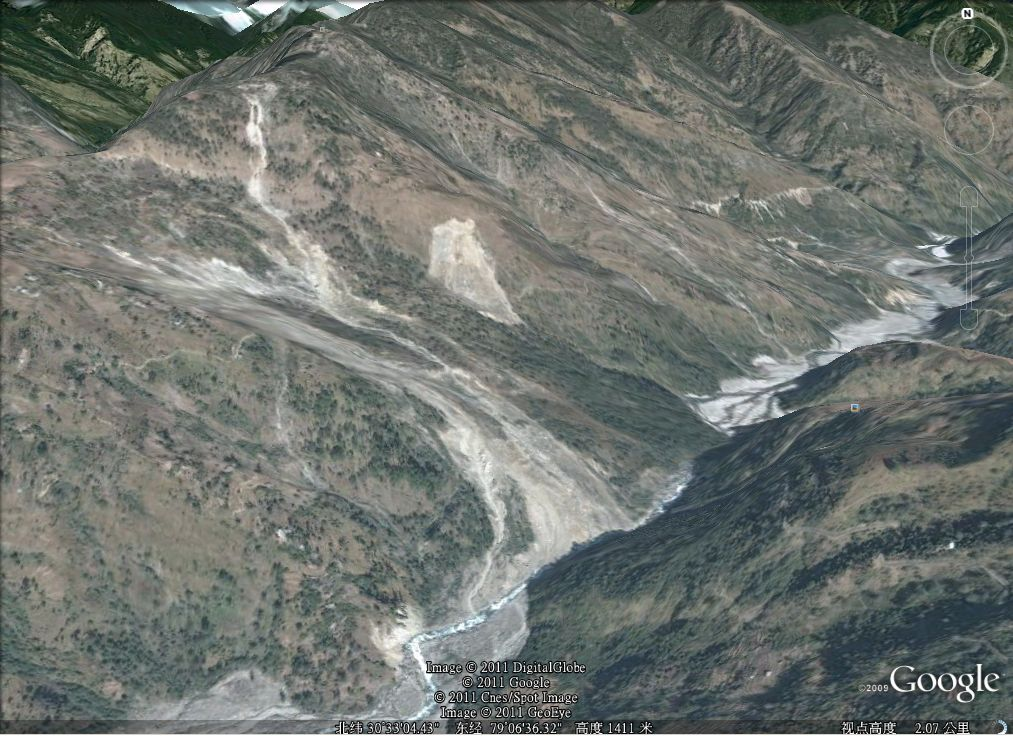 N
Image © 2011 DigitalGlobe
© 2011 Google
© 2011 Cnes/Spot Image
Image © 2011 GeoEye
©2009 Google
北纬 30°33'04.43" 东经 79°06'36.32" 高度 1411 米 视点高度 2.07 公里